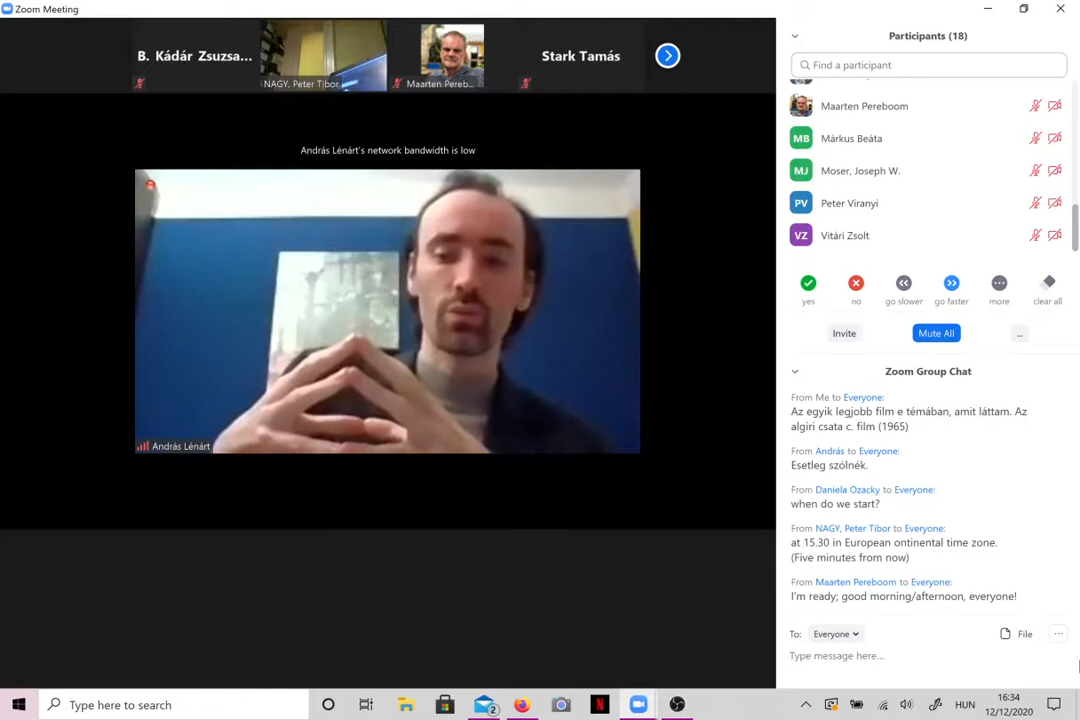 Zoom Meeting
B. Kádár Zsuzsa...
NAGY, Peter Tibor
Maarten Pereb...
Stark Tamás
András Lénárt's network bandwidth is low
András Lénárt
Participants (18)
Find a participant
Maarten Pereboom
MB Márkus Beáta
MJ Moser, Joseph W.
PV Peter Viranyi
VZ Vitári Zsolt
yes no go slower go faster more clear all
Invite Mute All ...
Zoom Group Chat
From Me to Everyone:
Az egyik legjobb film e témában, amit láttam. Az
algiri csata c. film (1965)
From András to Everyone:
Esetleg szólnék.
From Daniela Ozacky to Everyone:
when do we start?
From NAGY, Peter Tibor to Everyone:
at 15.30 in European ontinental time zone.
(Five minutes from now)
From Maarten Pereboom to Everyone:
I'm ready; good morning/afternoon, everyone!
To: Everyone File ...
Type message here...
Type here to search
2
N
HUN
16:34
12/12/2020